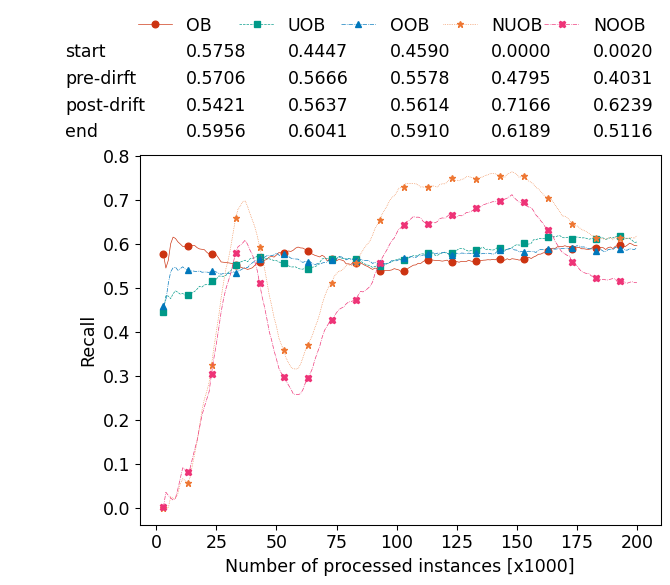 OB UOB OOB NUOB NOOB
start 0.5758 0.4447 0.4590 0.0000 0.0020
pre-dirft 0.5706 0.5666 0.5578 0.4795 0.4031
post-drift 0.5421 0.5637 0.5614 0.7166 0.6239
end 0.5956 0.6041 0.5910 0.6189 0.5116
0.8
0.7
0.6
0.5
0.4
0.3
0.2
0.1
0.0
Recall
0 25 50 75 100 125 150 175 200
Number of processed instances [x1000]